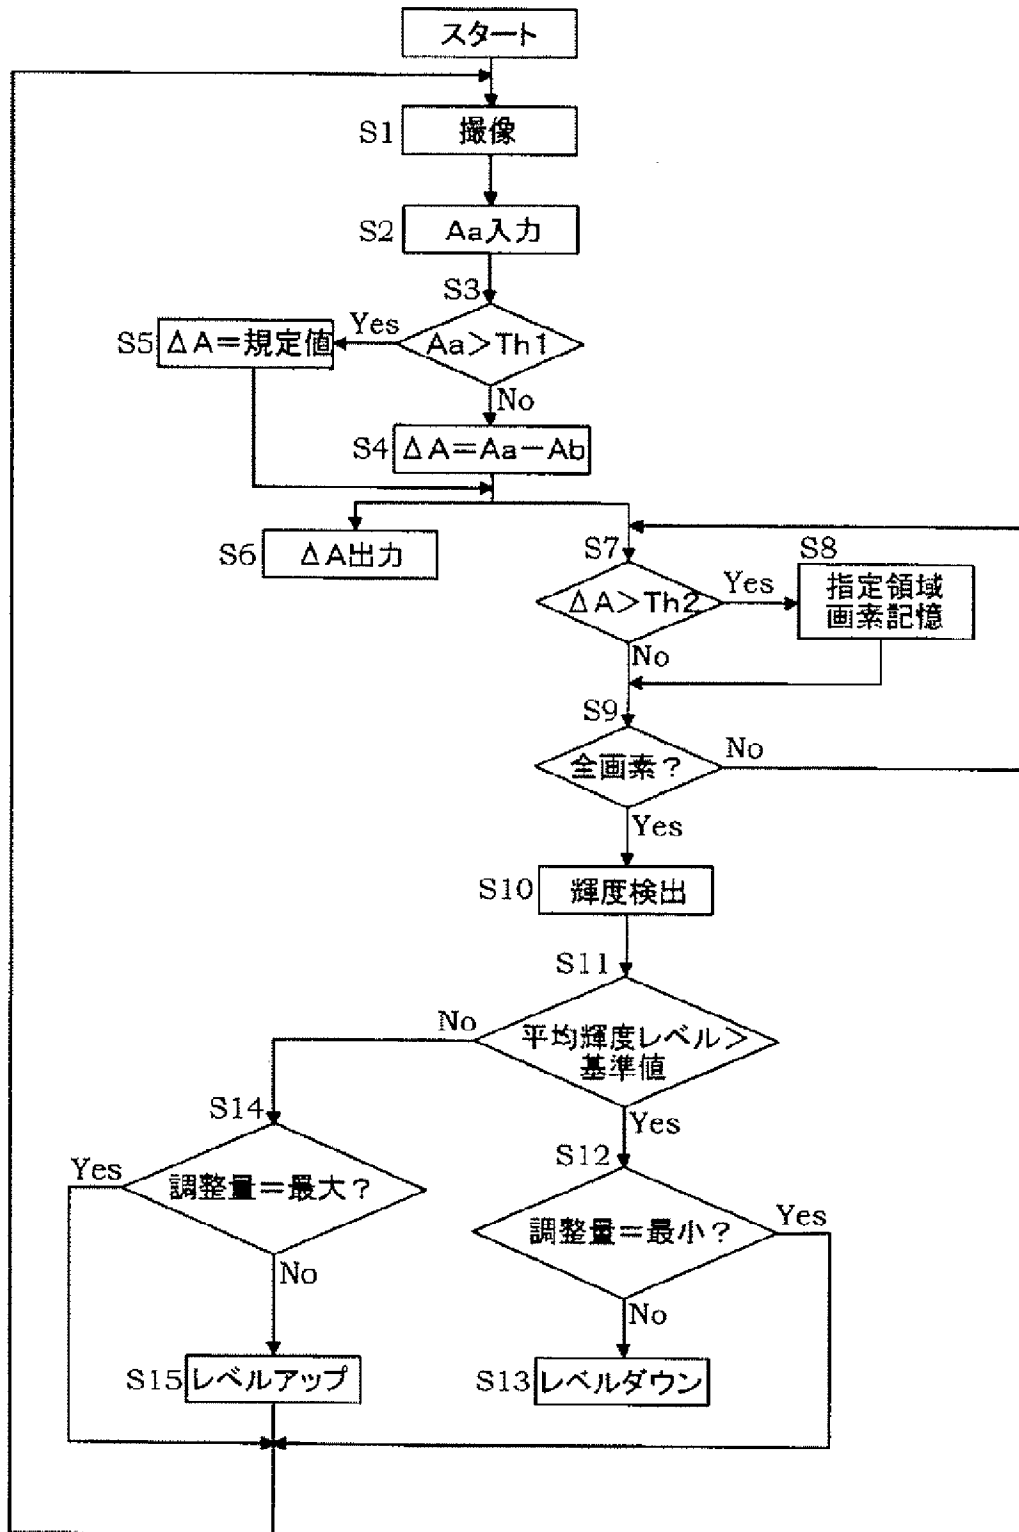 スタート
S1
撮像
S2
Aa入力
S3
Aa>Th1
Yes
S5
ΔA=規定値
No
S4
ΔA=Aa-Ab
S6
ΔA出力
S7
ΔA>Th2
Yes
S8
指定領域
画素記憶
No
S9
全画素?
No
Yes
S10
輝度検出
S11
平均輝度レベル>
基準値
No
Yes
S14
調整量=最大?
Yes
No
S12
調整量=最小?
Yes
No
S15
レベルアップ
S13
レベルダウン